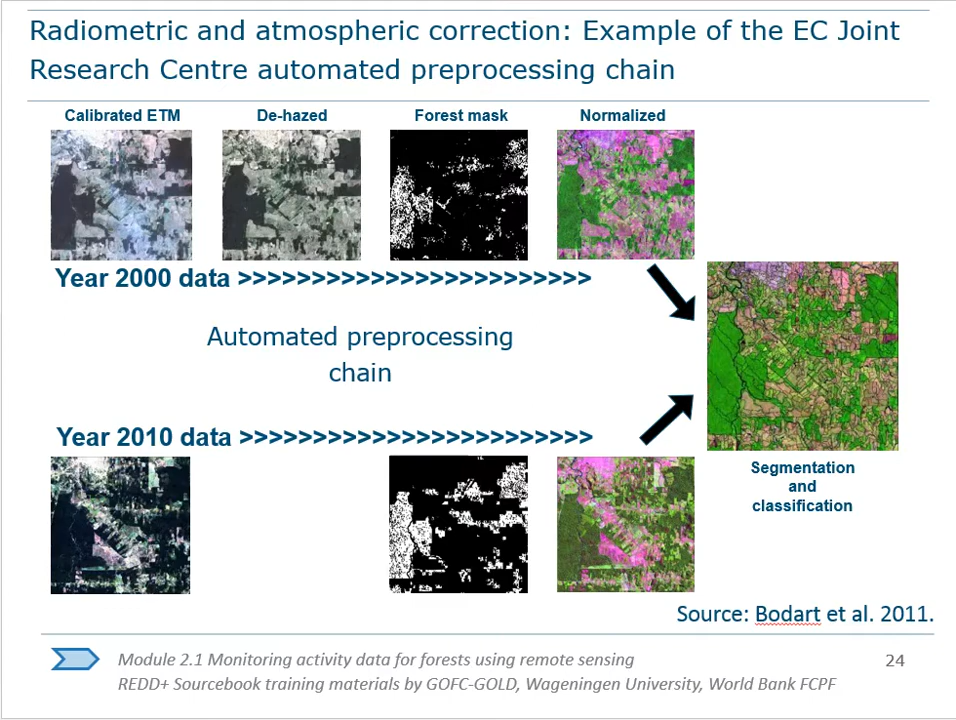 Radiometric and atmospheric correction: Example of the EC Joint
Research Centre automated preprocessing chain
Calibrated ETM
De-hazed
Forest mask
Normalized
Year 2000 data >>>>>>>>>>>>>>>>>>>>>>>>
Automated preprocessing
chain
Year 2010 data >>>>>>>>>>>>>>>>>>>>>>>>
Segmentation
and
classification
Source: Bodart et al. 2011.
Module 2.1 Monitoring activity data for forests using remote sensing
REDD+ Sourcebook training materials by GOFC-GOLD, Wageningen University, World Bank FCPF
24